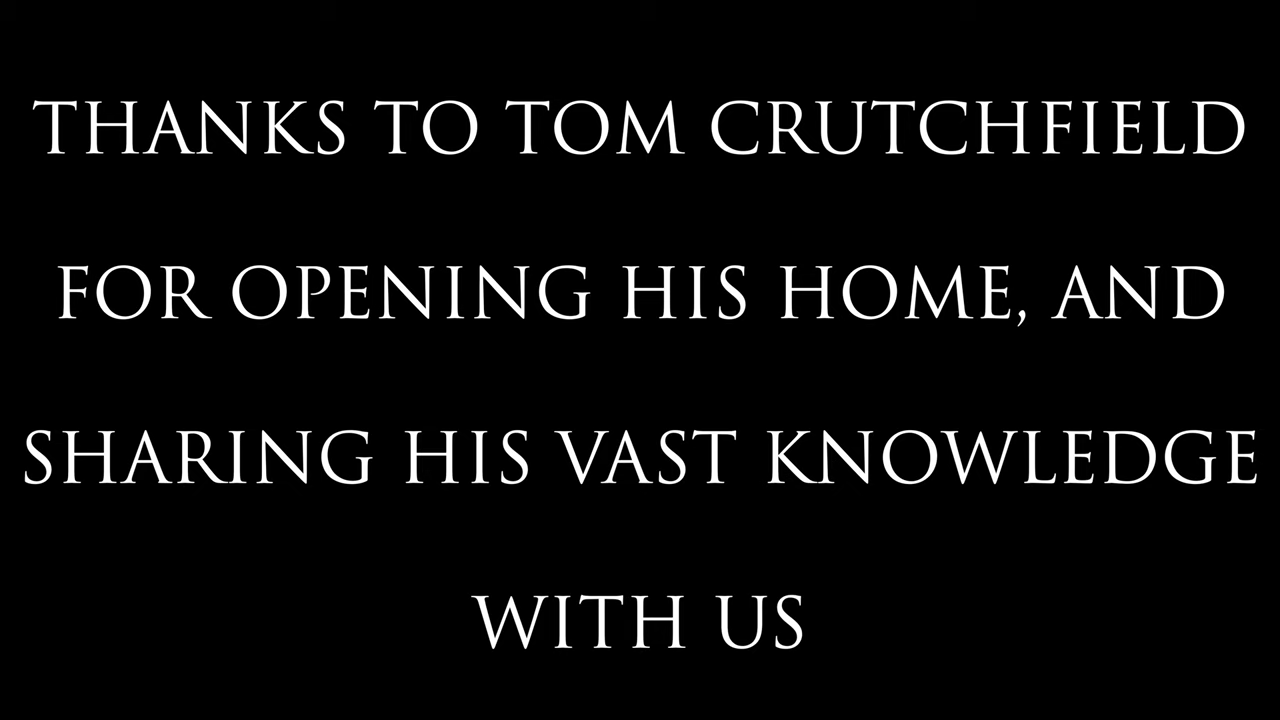 THANKS TO TOM CRUTCHFIELD
FOR OPENING HIS HOME, AND
SHARING HIS VAST KNOWLEDGE
WITH US